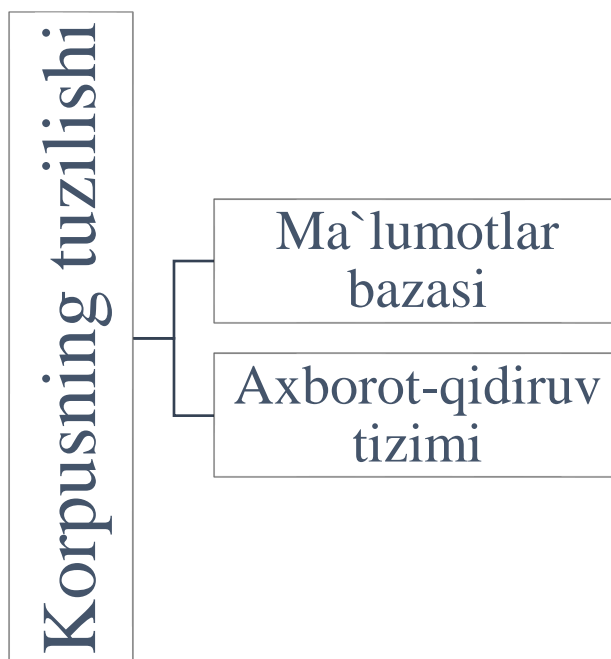 Korpusning tuzilishi
Ma`lumotlar
bazasi
Axborot-qidiruv
tizimi